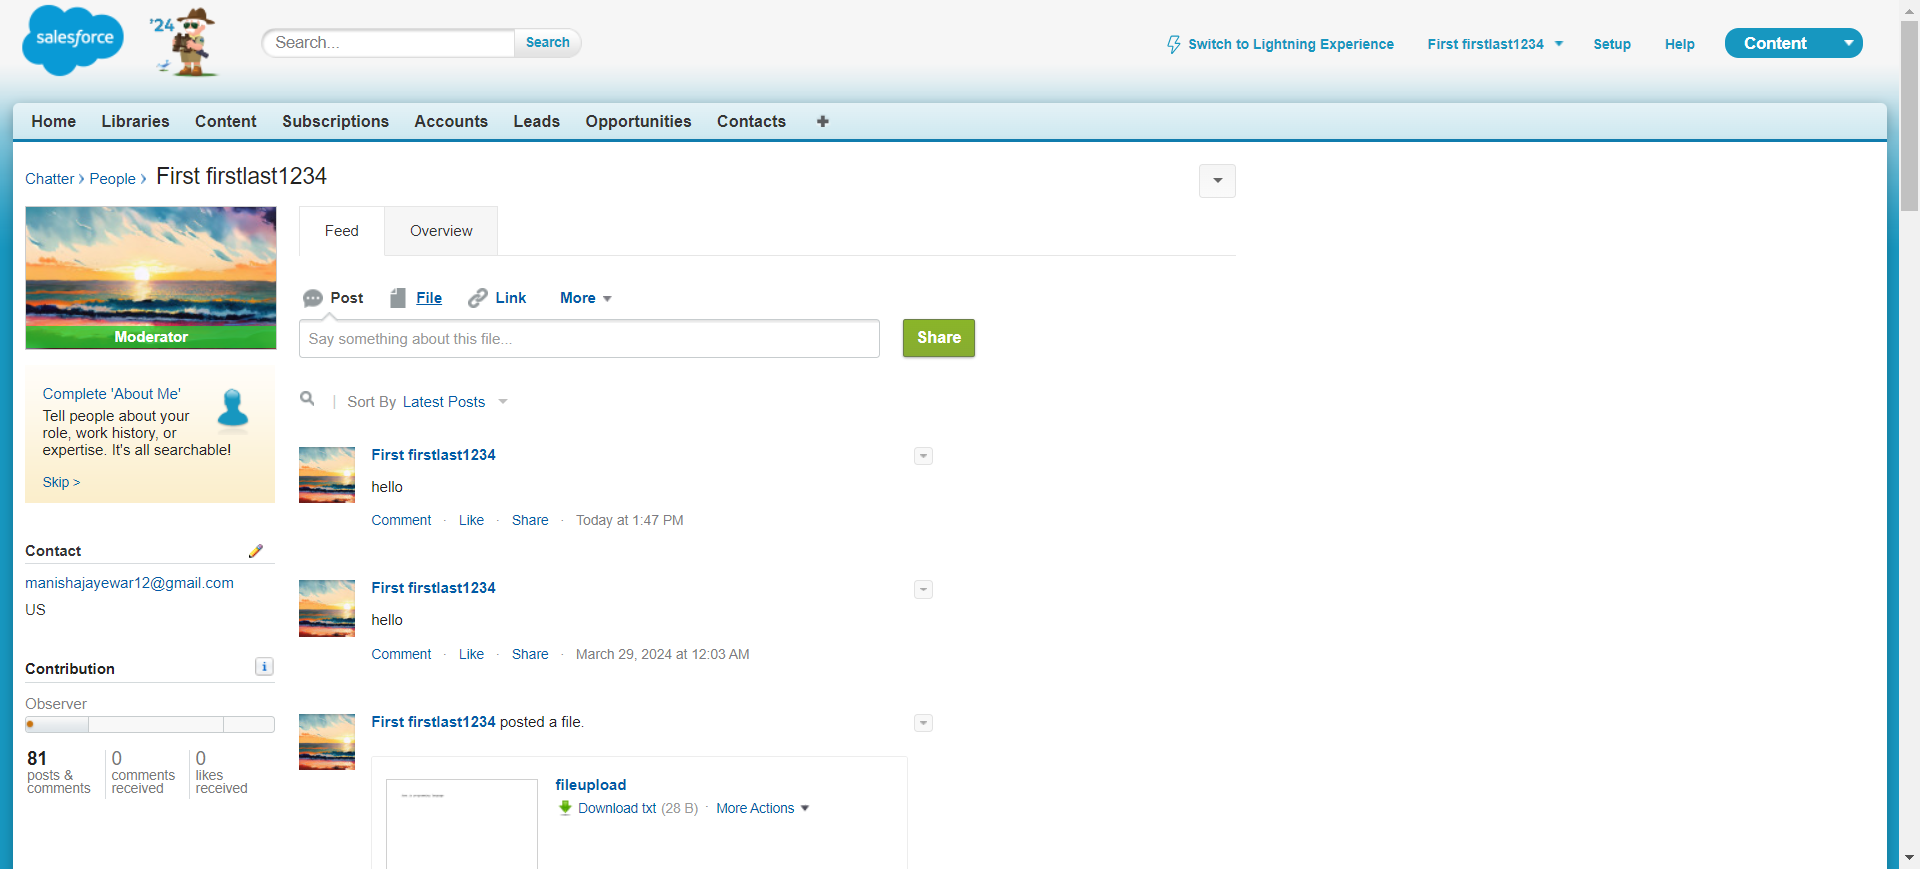 salesforce
'24
Search...
Search
Switch to Lightning Experience
First firstlast1234
Setup
Help
Content
Home
Libraries
Content
Subscriptions
Accounts
Leads
Opportunities
Contacts
Chatter › People › First firstlast1234
Moderator
Complete 'About Me'
Tell people about your
role, work history, or
expertise. It's all searchable!
Skip >
Contact
manishajayewar12@gmail.com
US
Contribution
i
Observer
81
posts &
comments
0
comments
received
0
likes
received
Feed
Overview
Post
File
Link
More
Say something about this file...
Share
| Sort By Latest Posts
First firstlast1234
hello
Comment · Like · Share · Today at 1:47 PM
First firstlast1234
hello
Comment · Like · Share · March 29, 2024 at 12:03 AM
First firstlast1234 posted a file.
fileupload
Download txt (28 B) · More Actions